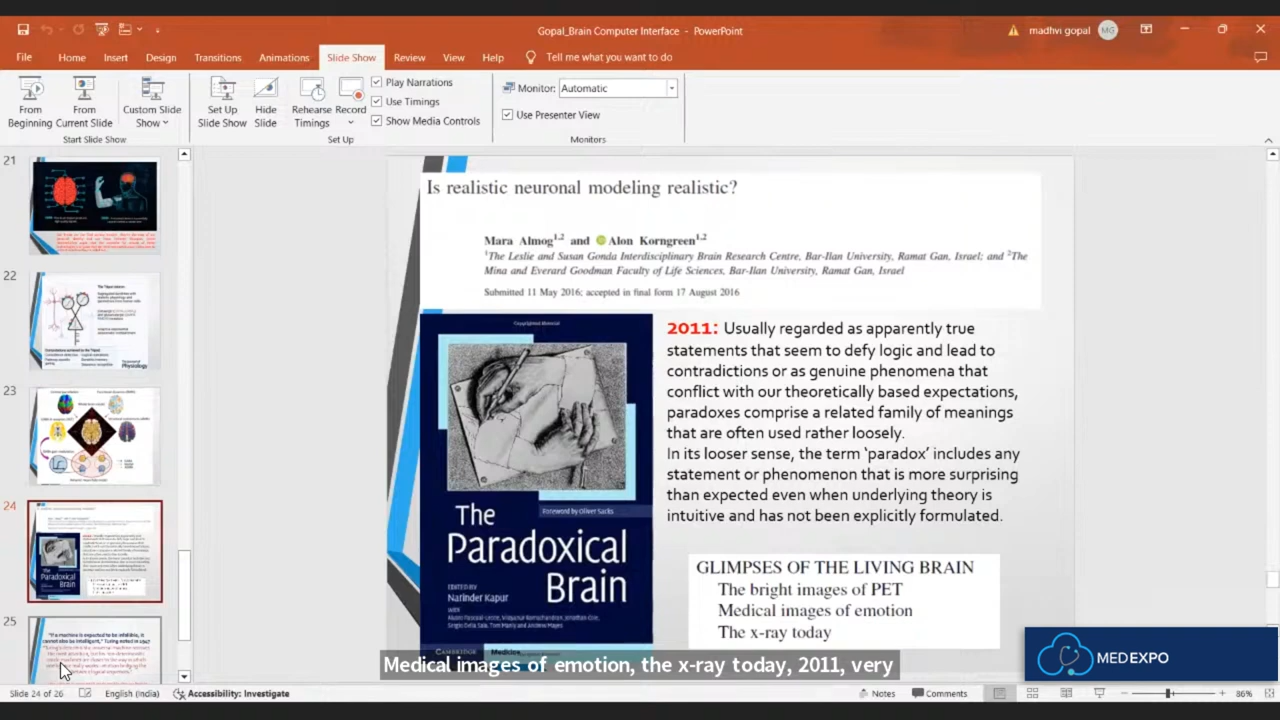 Gopal_Brain Computer Interface - PowerPoint
madhvi gopal
MG
File Home Insert Design Transitions Animations Slide Show Review View Help Tell me what you want to do
From Beginning
From Current Slide
Custom Slide Show
Set Up Slide Show
Hide Slide
Rehearse Timings
Record
Play Narrations
Use Timings
Show Media Controls
Monitor: Automatic
Use Presenter View
Start Slide Show
Set Up
Monitors
21
22
23
24
25
Is realistic neuronal modeling realistic?
Mara Almog1,2 and Alon Korngreen1,2
1The Leslie and Susan Gonda Interdisciplinary Brain Research Centre, Bar-Ilan University, Ramat Gan, Israel; and 2The
Mina and Everard Goodman Faculty of Life Sciences, Bar-Ilan University, Ramat Gan, Israel
Submitted 11 May 2016; accepted in final form 17 August 2016
Copyrighted Material
Foreword by Oliver Sacks
The
Paradoxical
Brain
EDITED BY
Narinder Kapur
WITH
CAMBRIDGE Medicine
2011: Usually regarded as apparently true
statements that seem to defy logic and lead to
contradictions or as genuine phenomena that
conflict with our theoretically based expectations,
paradoxes comprise a related family of meanings
that are often used rather loosely.
In its looser sense, the term ‘paradox’ includes any
statement or phenomenon that is more surprising
than expected even when underlying theory is
intuitive and has not been explicitly formulated.
GLIMPSES OF THE LIVING BRAIN
The bright images of PET
Medical images of emotion
The x-ray today
Medical images of emotion, the x-ray today, 2011, very
MEDEXPO
Slide 24 of 26 English (India) Accessibility: Investigate Notes Comments 86%